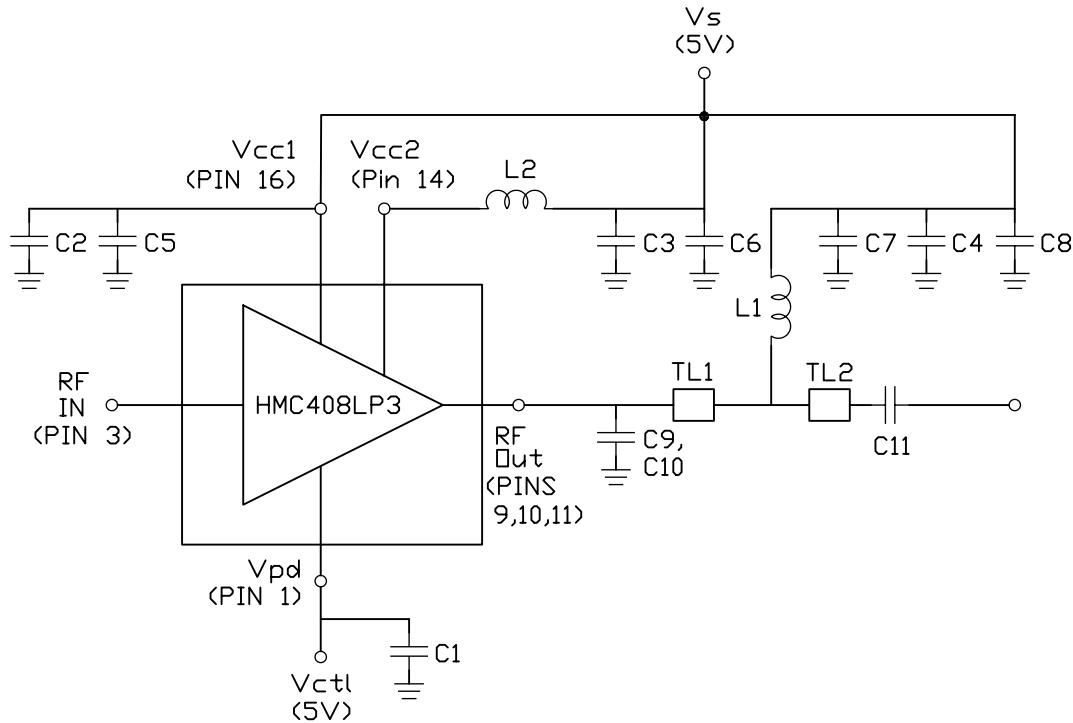 Vs
(5V)
Vcc1
(PIN 16)
Vcc2
(Pin 14)
L2
C2
C5
C3
C6
C7
C4
C8
L1
RF
IN
(PIN 3)
HMC408LP3
TL1
TL2
RF
Out
(PINS
9,10,11)
C9,
C10
C11
Vpd
(PIN 1)
C1
Vctl
(5V)